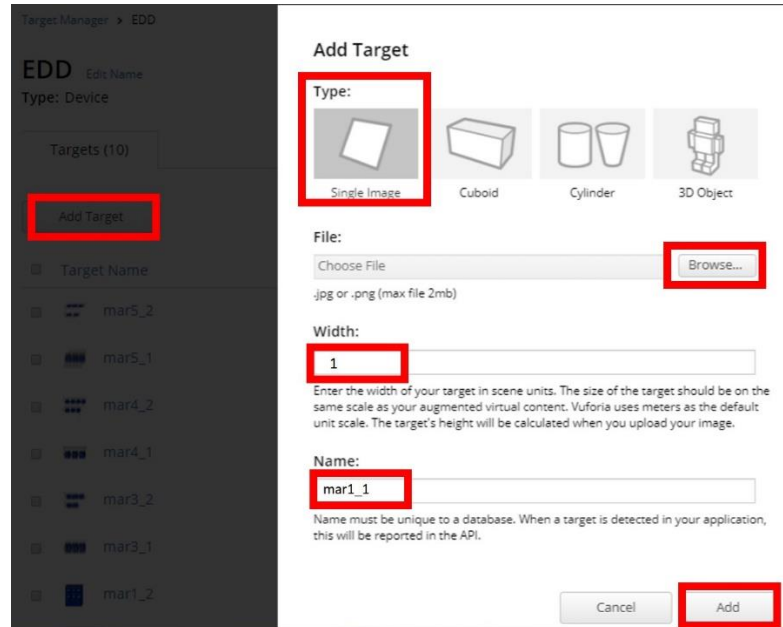 Target Manager > EDD
EDD Edit Name
Type: Device
Targets (10)
Add Target
Target Name
mar5_2
mar5_1
mar4_2
mar4_1
mar3_2
mar3_1
mar1_2
Add Target
Type:
Single Image Cuboid Cylinder 3D Object
File:
Choose File Browse...
.jpg or .png (max file 2mb)
Width:
1
Enter the width of your target in scene units. The size of the target should be on the
same scale as your augmented virtual content. Vuforia uses meters as the default
unit scale. The target's height will be calculated when you upload your image.
Name:
mar1_1
Name must be unique to a database. When a target is detected in your application,
this will be reported in the API.
Cancel Add